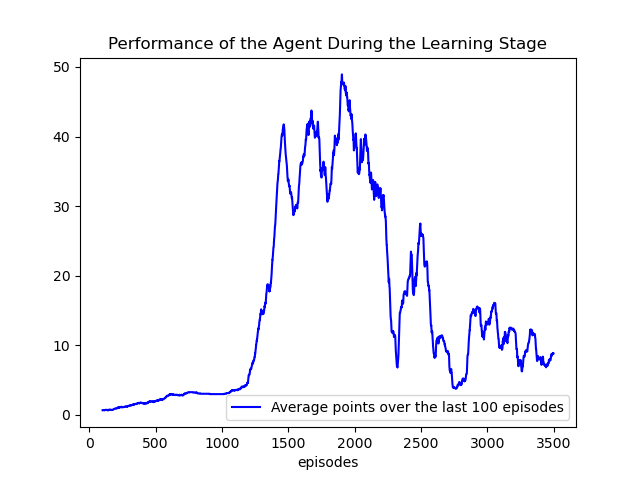 Performance of the Agent During the Learning Stage
50
40
30
20
10
0
Average points over the last 100 episodes
0 500 1000 1500 2000 2500 3000 3500
episodes